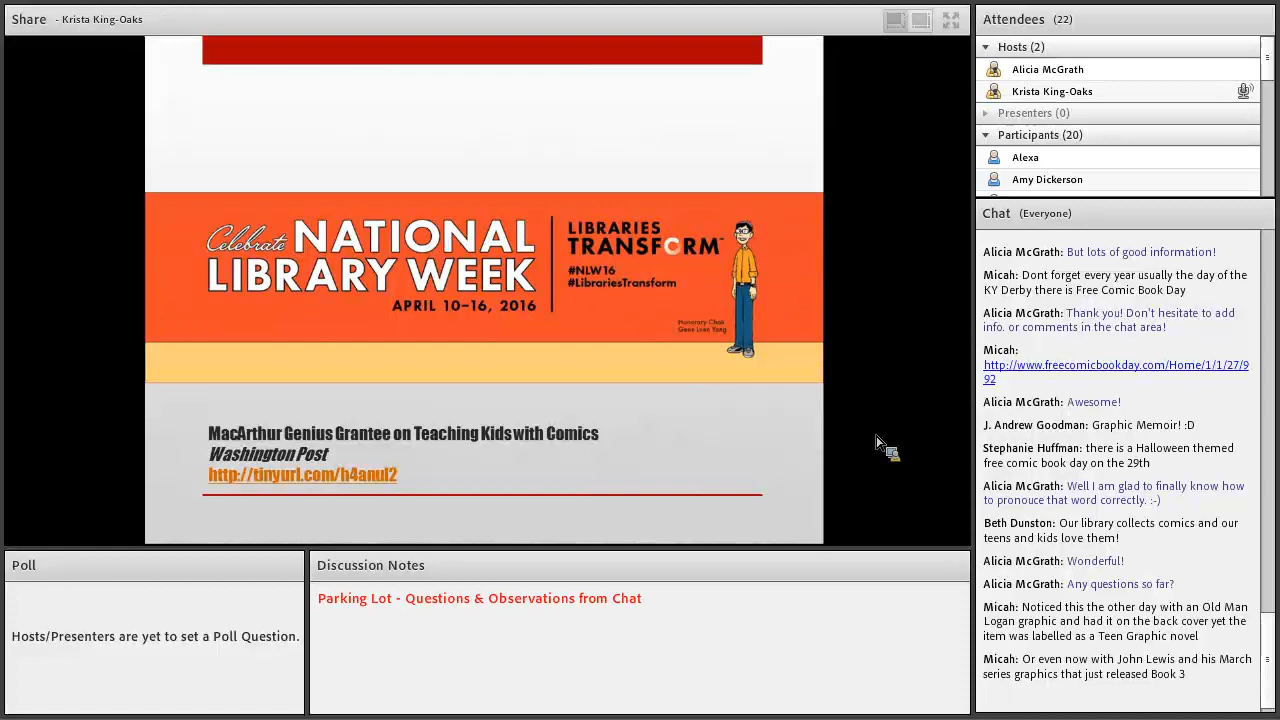 Share - Krista King-Oaks
Celebrate NATIONAL
LIBRARY WEEK
APRIL 10–16, 2016
LIBRARIES
TRANSFORM™
#NLW16
#LibrariesTransform
Honorary Chair
Gene Luen Yang
MacArthur Genius Grantee on Teaching Kids with Comics
Washington Post
http://tinyurl.com/h4anul2
Poll
Hosts/Presenters are yet to set a Poll Question.
Discussion Notes
Parking Lot - Questions & Observations from Chat
Attendees (22)
Hosts (2)
Alicia McGrath
Krista King-Oaks
Presenters (0)
Participants (20)
Alexa
Amy Dickerson
Chat (Everyone)
Alicia McGrath: But lots of good information!
Micah: Dont forget every year usually the day of the
KY Derby there is Free Comic Book Day
Alicia McGrath: Thank you! Don't hesitate to add
info. or comments in the chat area!
Micah:
http://www.freecomicbookday.com/Home/1/1/27/9
92
Alicia McGrath: Awesome!
J. Andrew Goodman: Graphic Memoir! :D
Stephanie Huffman: there is a Halloween themed
free comic book day on the 29th
Alicia McGrath: Well I am glad to finally know how
to pronouce that word correctly. :-)
Beth Dunston: Our library collects comics and our
teens and kids love them!
Alicia McGrath: Wonderful!
Alicia McGrath: Any questions so far?
Micah: Noticed this the other day with an Old Man
Logan graphic and had it on the back cover yet the
item was labelled as a Teen Graphic novel
Micah: Or even now with John Lewis and his March
series graphics that just released Book 3